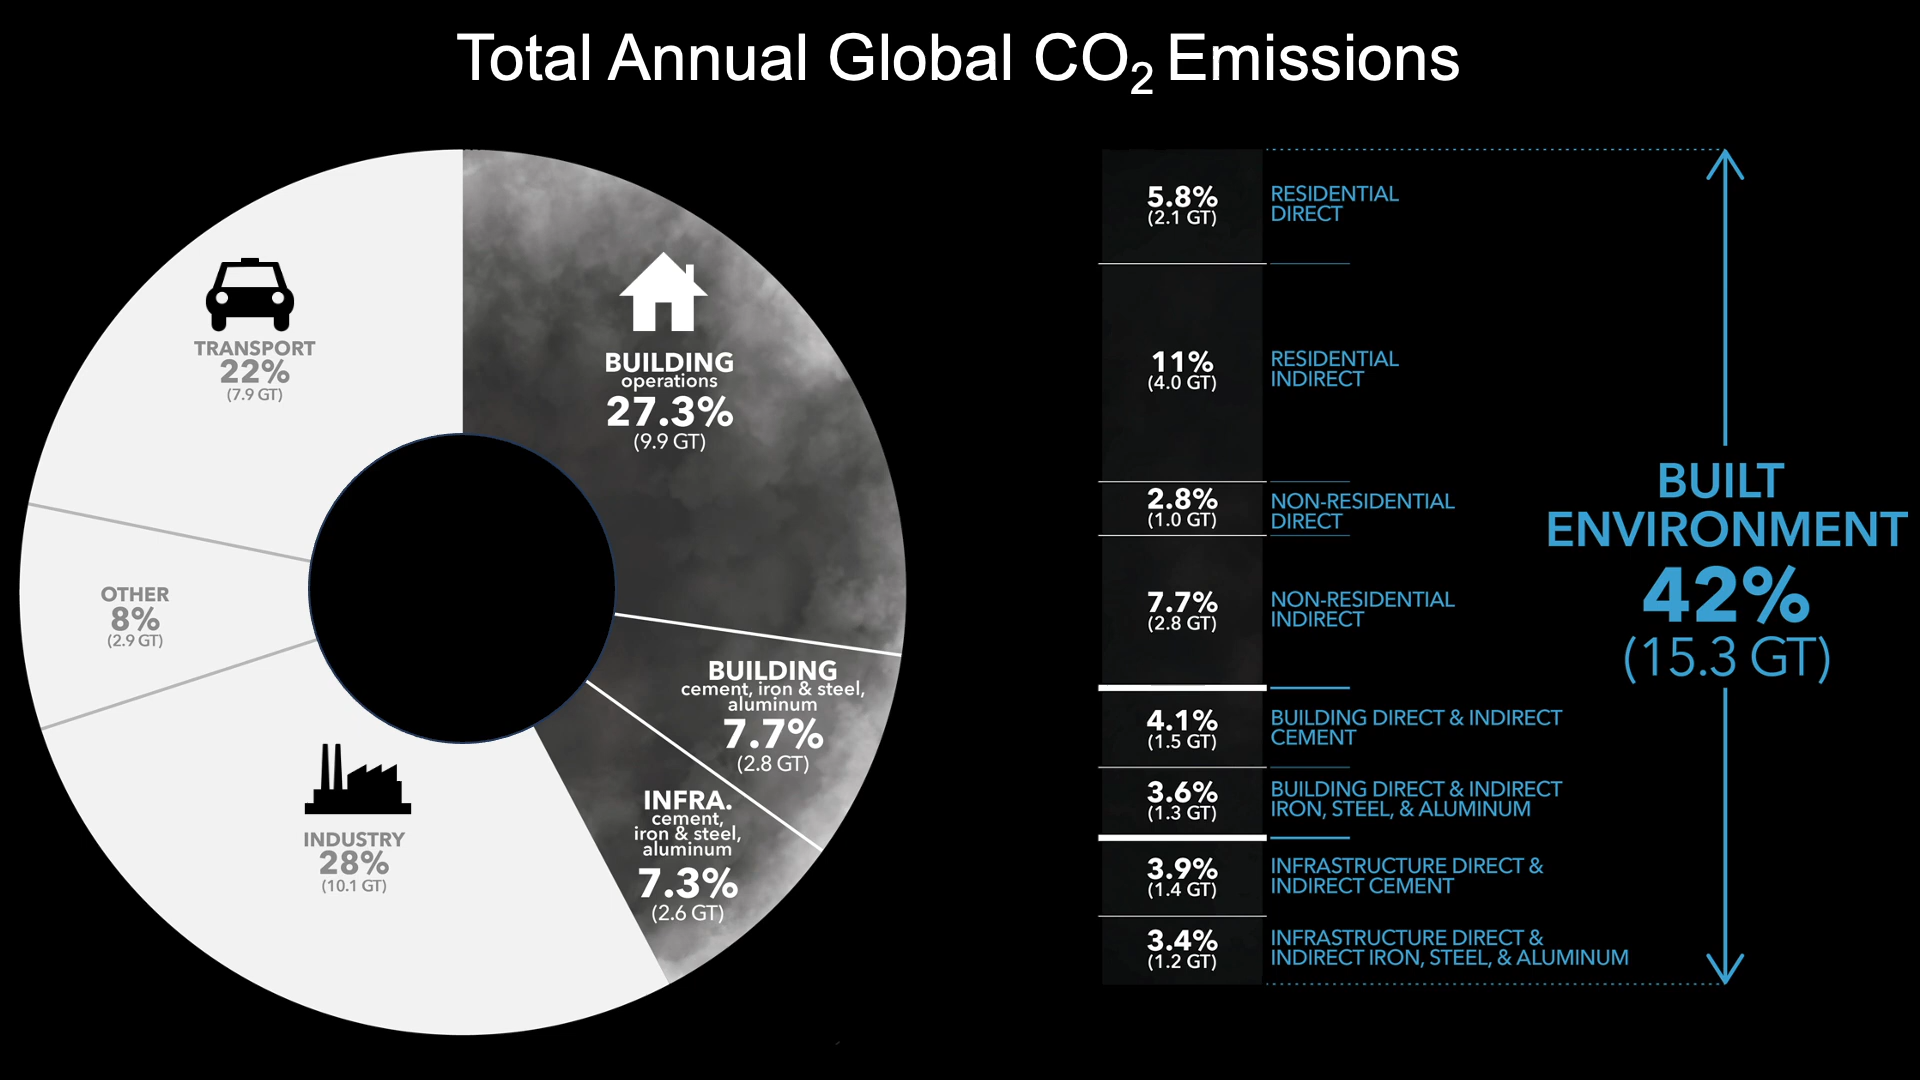 Total Annual Global CO₂ Emissions
TRANSPORT
22%
(7.9 GT)
OTHER
8%
(2.9 GT)
INDUSTRY
28%
(10.1 GT)
BUILDING
operations
27.3%
(9.9 GT)
BUILDING
cement, iron & steel,
aluminum
7.7%
(2.8 GT)
INFRA.
cement,
iron & steel,
aluminum
7.3%
(2.6 GT)
5.8%
(2.1 GT)
RESIDENTIAL
DIRECT
11%
(4.0 GT)
RESIDENTIAL
INDIRECT
2.8%
(1.0 GT)
NON-RESIDENTIAL
DIRECT
7.7%
(2.8 GT)
NON-RESIDENTIAL
INDIRECT
4.1%
(1.5 GT)
BUILDING DIRECT & INDIRECT
CEMENT
3.6%
(1.3 GT)
BUILDING DIRECT & INDIRECT
IRON, STEEL, & ALUMINUM
3.9%
(1.4 GT)
INFRASTRUCTURE DIRECT &
INDIRECT CEMENT
3.4%
(1.2 GT)
INFRASTRUCTURE DIRECT &
INDIRECT IRON, STEEL, & ALUMINUM
BUILT
ENVIRONMENT
42%
(15.3 GT)